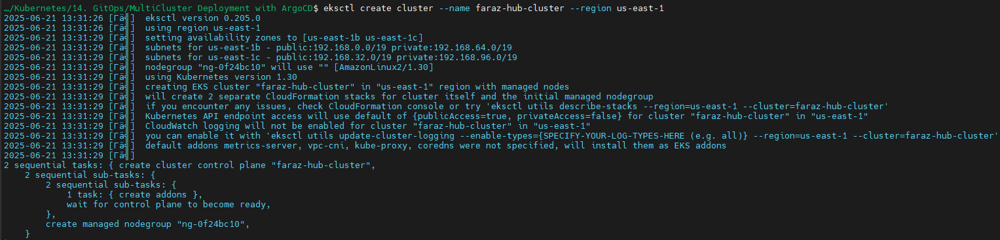 …/Kubernetes/14. GitOps/MultiCluster Deployment with ArgoCD$ eksctl create cluster --name faraz-hub-cluster --region us-east-1
2025-06-21 13:31:26 [Γä╣]  eksctl version 0.205.0
2025-06-21 13:31:26 [Γä╣]  using region us-east-1
2025-06-21 13:31:29 [Γä╣]  setting availability zones to [us-east-1b us-east-1c]
2025-06-21 13:31:29 [Γä╣]  subnets for us-east-1b - public:192.168.0.0/19 private:192.168.64.0/19
2025-06-21 13:31:29 [Γä╣]  subnets for us-east-1c - public:192.168.32.0/19 private:192.168.96.0/19
2025-06-21 13:31:29 [Γä╣]  nodegroup "ng-0f24bc10" will use "" [AmazonLinux2/1.30]
2025-06-21 13:31:29 [Γä╣]  using Kubernetes version 1.30
2025-06-21 13:31:29 [Γä╣]  creating EKS cluster "faraz-hub-cluster" in "us-east-1" region with managed nodes
2025-06-21 13:31:29 [Γä╣]  will create 2 separate CloudFormation stacks for cluster itself and the initial managed nodegroup
2025-06-21 13:31:29 [Γä╣]  if you encounter any issues, check CloudFormation console or try 'eksctl utils describe-stacks --region=us-east-1 --cluster=faraz-hub-cluster'
2025-06-21 13:31:29 [Γä╣]  Kubernetes API endpoint access will use default of {publicAccess=true, privateAccess=false} for cluster "faraz-hub-cluster" in "us-east-1"
2025-06-21 13:31:29 [Γä╣]  CloudWatch logging will not be enabled for cluster "faraz-hub-cluster" in "us-east-1"
2025-06-21 13:31:29 [Γä╣]  you can enable it with 'eksctl utils update-cluster-logging --enable-types={SPECIFY-YOUR-LOG-TYPES-HERE (e.g. all)} --region=us-east-1 --cluster=faraz-hub-cluster'
2025-06-21 13:31:29 [Γä╣]  default addons metrics-server, vpc-cni, kube-proxy, coredns were not specified, will install them as EKS addons
2025-06-21 13:31:29 [Γä╣]
2 sequential tasks: { create cluster control plane "faraz-hub-cluster",
    2 sequential sub-tasks: {
        2 sequential sub-tasks: {
            1 task: { create addons },
            wait for control plane to become ready,
        },
        create managed nodegroup "ng-0f24bc10",
    }